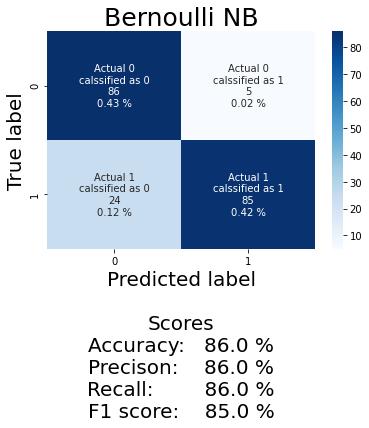 Bernoulli NB
True label
0
1
Actual 0
calssified as 0
86
0.43 %
Actual 0
calssified as 1
5
0.02 %
Actual 1
calssified as 0
24
0.12 %
Actual 1
calssified as 1
85
0.42 %
0
1
Predicted label
80
70
60
50
40
30
20
10
Scores
Accuracy: 86.0 %
Precison: 86.0 %
Recall: 86.0 %
F1 score: 85.0 %